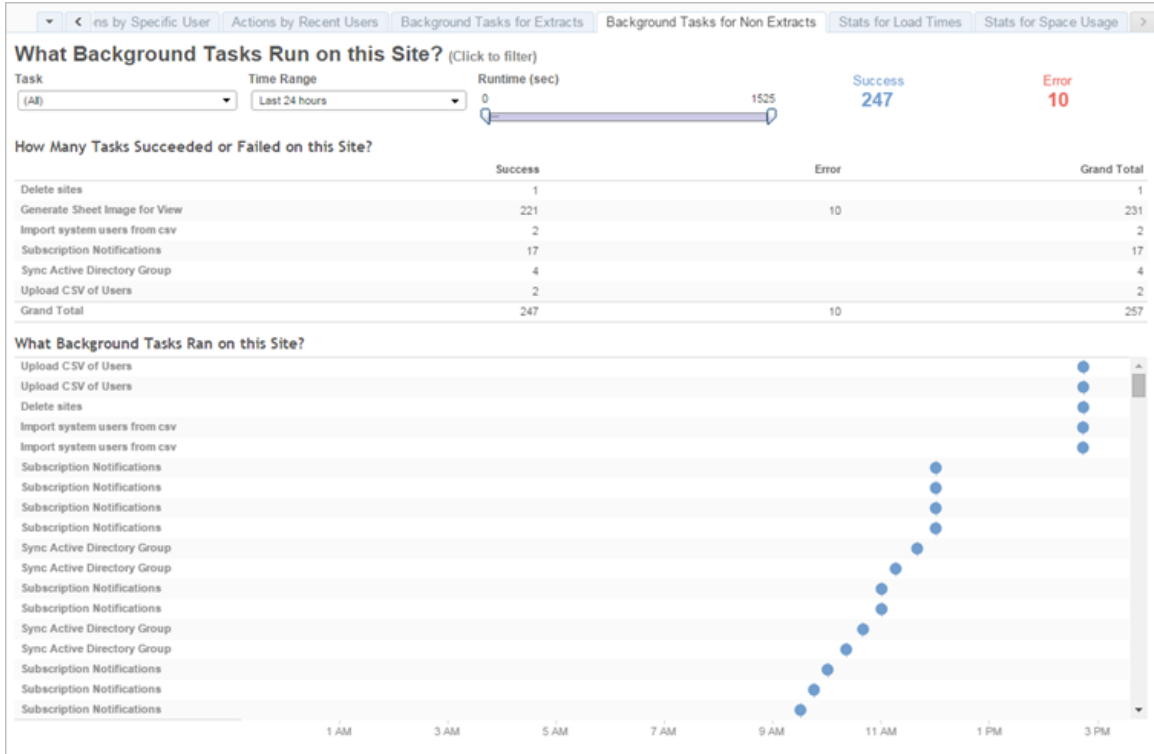 ns by Specific User Actions by Recent Users Background Tasks for Extracts Background Tasks for Non Extracts Stats for Load Times Stats for Space Usage
What Background Tasks Run on this Site? (Click to filter)
Task Time Range Runtime (sec) Success Error
(All) Last 24 hours 0 1525 247 10
How Many Tasks Succeeded or Failed on this Site?
Success Error Grand Total
Delete sites 1 1
Generate Sheet Image for View 221 10 231
Import system users from csv 2 2
Subscription Notifications 17 17
Sync Active Directory Group 4 4
Upload CSV of Users 2 2
Grand Total 247 10 257
What Background Tasks Ran on this Site?
Upload CSV of Users
Upload CSV of Users
Delete sites
Import system users from csv
Import system users from csv
Subscription Notifications
Subscription Notifications
Subscription Notifications
Subscription Notifications
Sync Active Directory Group
Sync Active Directory Group
Subscription Notifications
Subscription Notifications
Sync Active Directory Group
Sync Active Directory Group
Subscription Notifications
Subscription Notifications
Subscription Notifications
1 AM 3 AM 5 AM 7 AM 9 AM 11 AM 1 PM 3 PM